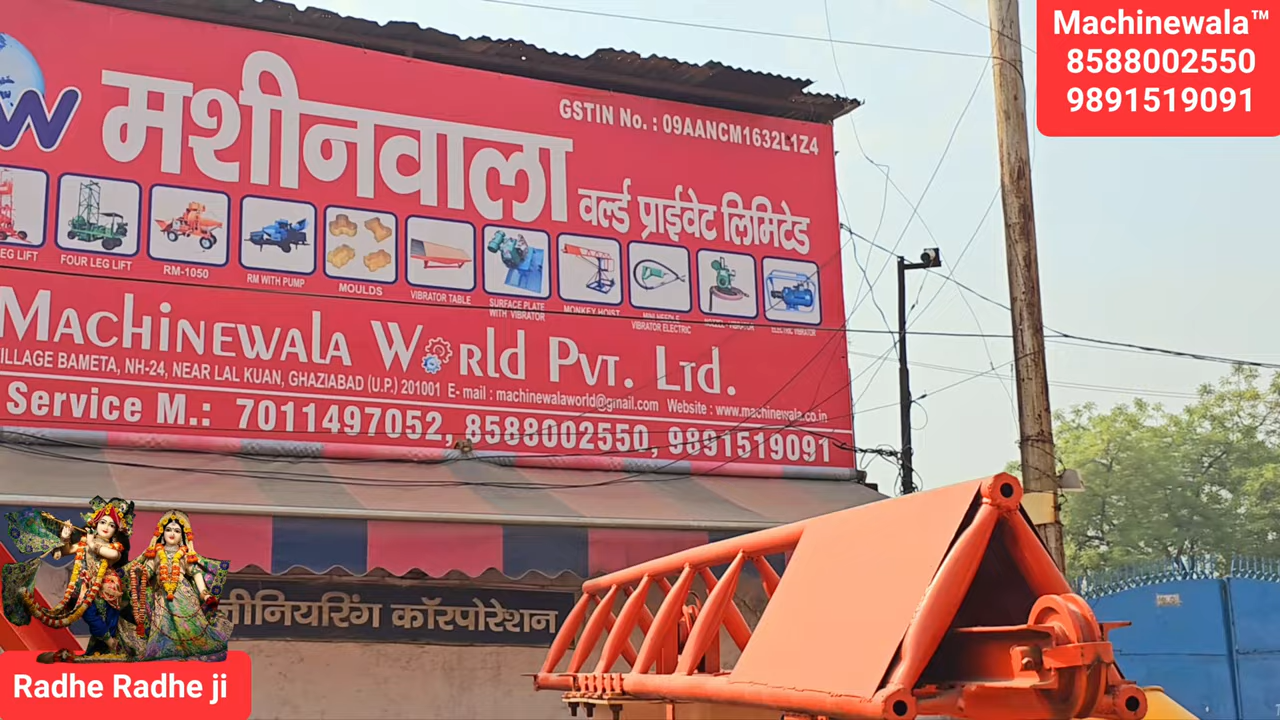 Machinewala™
8588002550
9891519091
GSTIN No. : 09AANCM1632L1Z4
W मशीनवाला वर्ल्ड प्राईवेट लिमिटेड
LEG LIFT
FOUR LEG LIFT
RM-1050
RM WITH PUMP
MOULDS
VIBRATOR TABLE
SURFACE PLATE
WITH VIBRATOR
MONKEY HOIST
MINI NEEDLE
VIBRATOR ELECTRIC
ELECTRIC VIBRATOR
MACHINEWALA WORLD PVT. LTD.
VILLAGE BAMETA, NH-24, NEAR LAL KUAN, GHAZIABAD (U.P.) 201001 E- mail : machinewalaworld@gmail.com Website : www.machinewala.co.in
Service M.: 7011497052, 8588002550, 9891519091
जीनियरिंग कॉरपोरेशन
Radhe Radhe ji